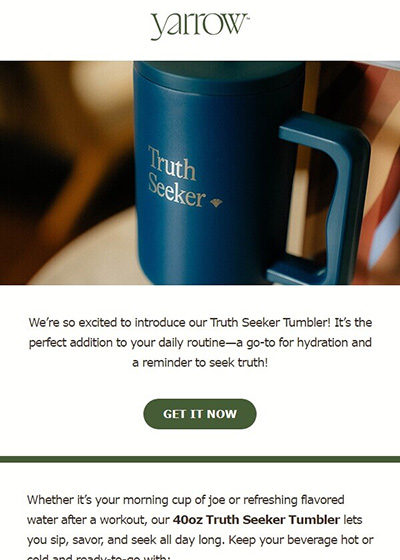 yarrow™
Truth
Seeker
We’re so excited to introduce our Truth Seeker Tumbler! It’s the
perfect addition to your daily routine—a go-to for hydration and
a reminder to seek truth!
GET IT NOW
Whether it’s your morning cup of joe or refreshing flavored
water after a workout, our 40oz Truth Seeker Tumbler lets
you sip, savor, and seek all day long. Keep your beverage hot or
cold and ready-to-go with: